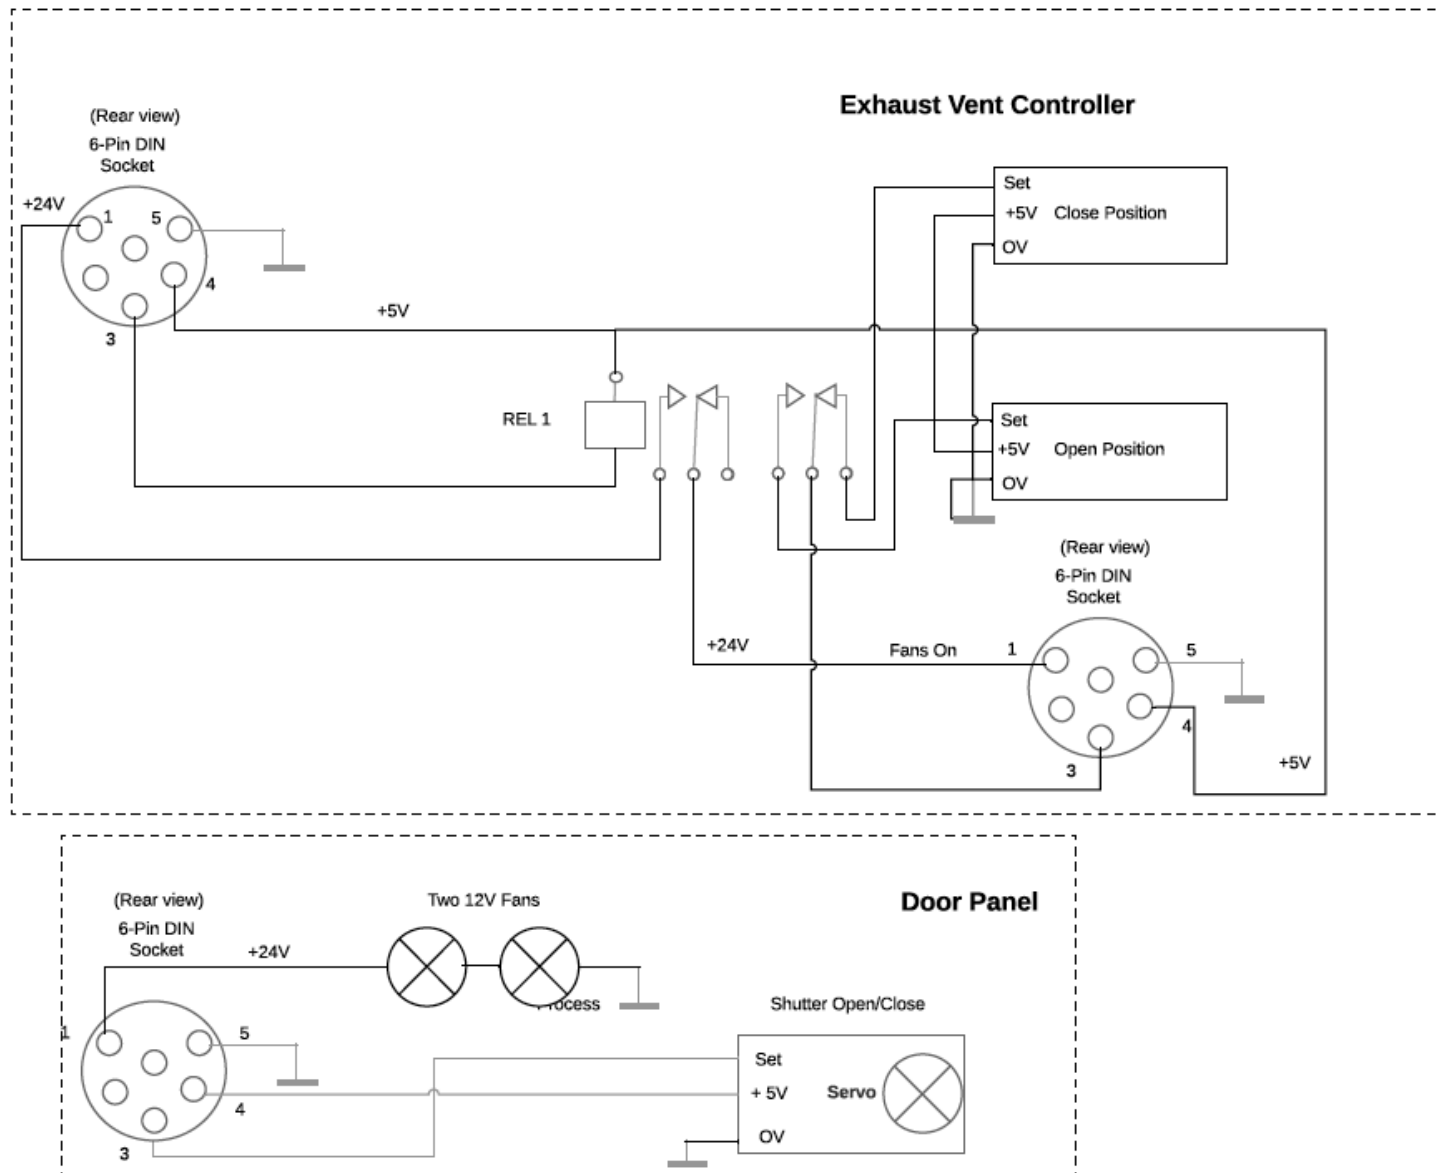 Exhaust Vent Controller
(Rear view)
6-Pin DIN
Socket
+24V
1
5
4
3
+5V
REL 1
Set
+5V Close Position
OV
Set
+5V Open Position
OV
(Rear view)
6-Pin DIN
Socket
+24V
Fans On
1
5
4
3
+5V
Door Panel
(Rear view)
6-Pin DIN
Socket
+24V
Two 12V Fans
1
5
4
3
Shutter Open/Close
Set
+ 5V
Servo
OV